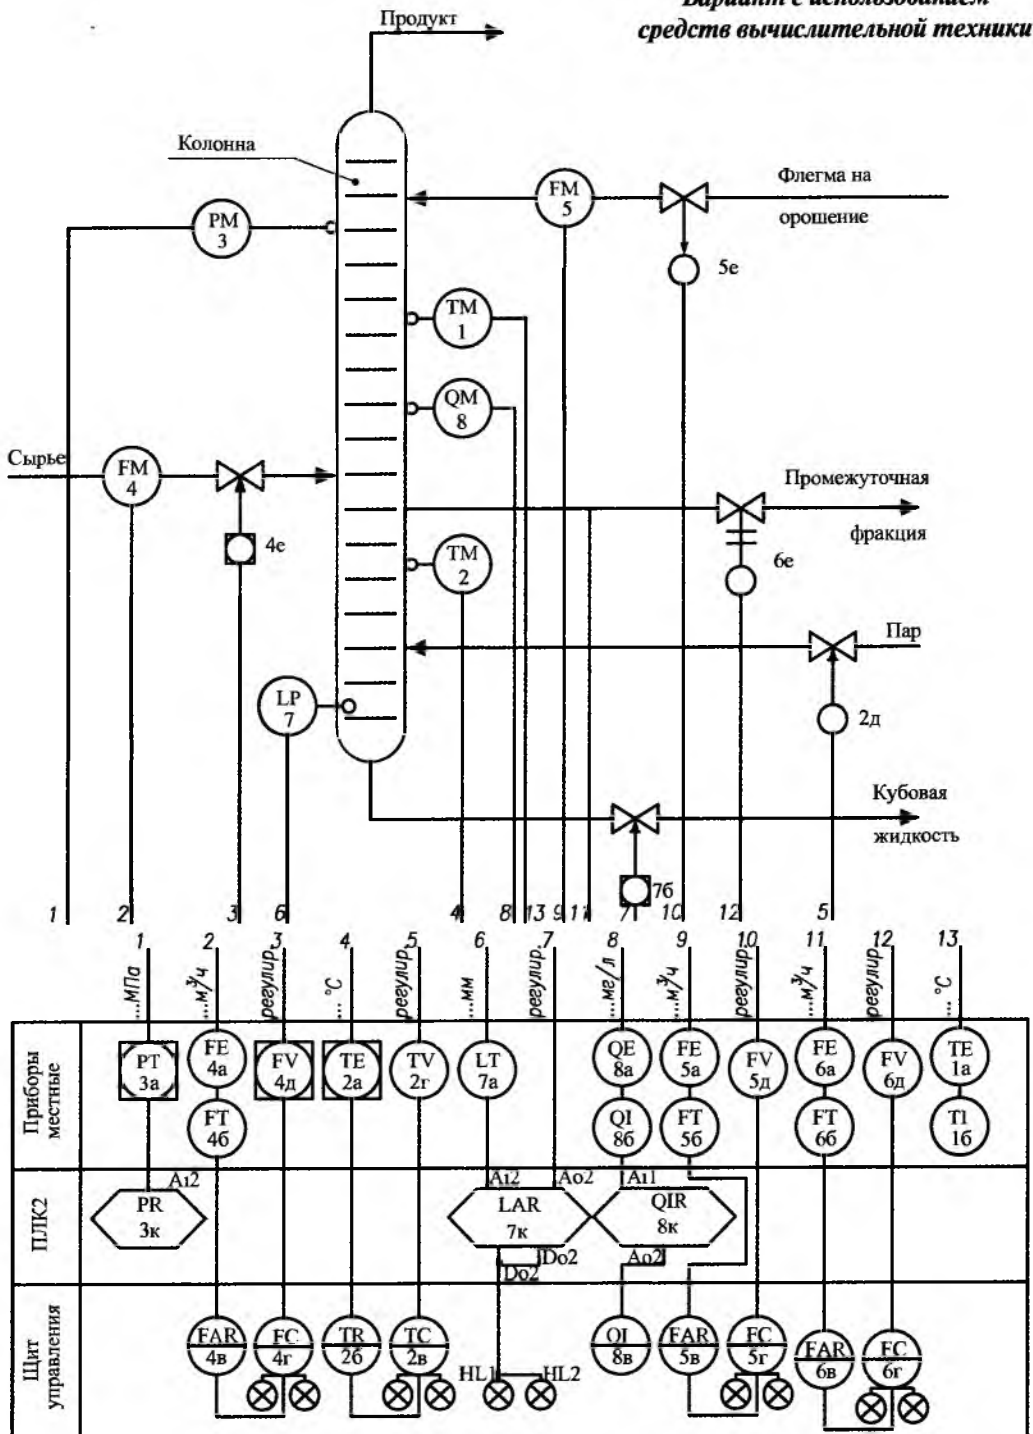 Вариант с использованием
средств вычислительной техники
Продукт
Колонна
PM
3
FM
5
Флегма на
орошение
5е
TM
1
QM
8
Сырье
FM
4
4е
Промежуточная
фракция
6е
TM
2
Пар
2д
LP
7
Кубовая
жидкость
7б
1
2
3
6
4
8
13
9
11
7
10
12
5
1
2
3
4
5
6
7
8
9
10
11
12
13
...МПа
...м³/ч
регулир.
...°С
регулир.
...мм
регулир.
...мг/л
...м³/ч
регулир.
...м³/ч
регулир.
...°С
Приборы
местные
PT
3а
FE
4а
FT
4б
FV
4д
TE
2а
TV
2г
LT
7а
QE
8а
QI
8б
FE
5а
FT
5б
FV
5д
FE
6а
FT
6б
FV
6д
TE
1а
TI
1б
ПЛК2
Ai2
PR
3к
Ai2
Ao2
LAR
7к
Do2
Do2
Ai1
QIR
8к
Ao2
Щит
управления
FAR
4в
FC
4г
TR
2б
TC
2в
HL1
HL2
QI
8в
FAR
5в
FC
5г
FAR
6в
FC
6г